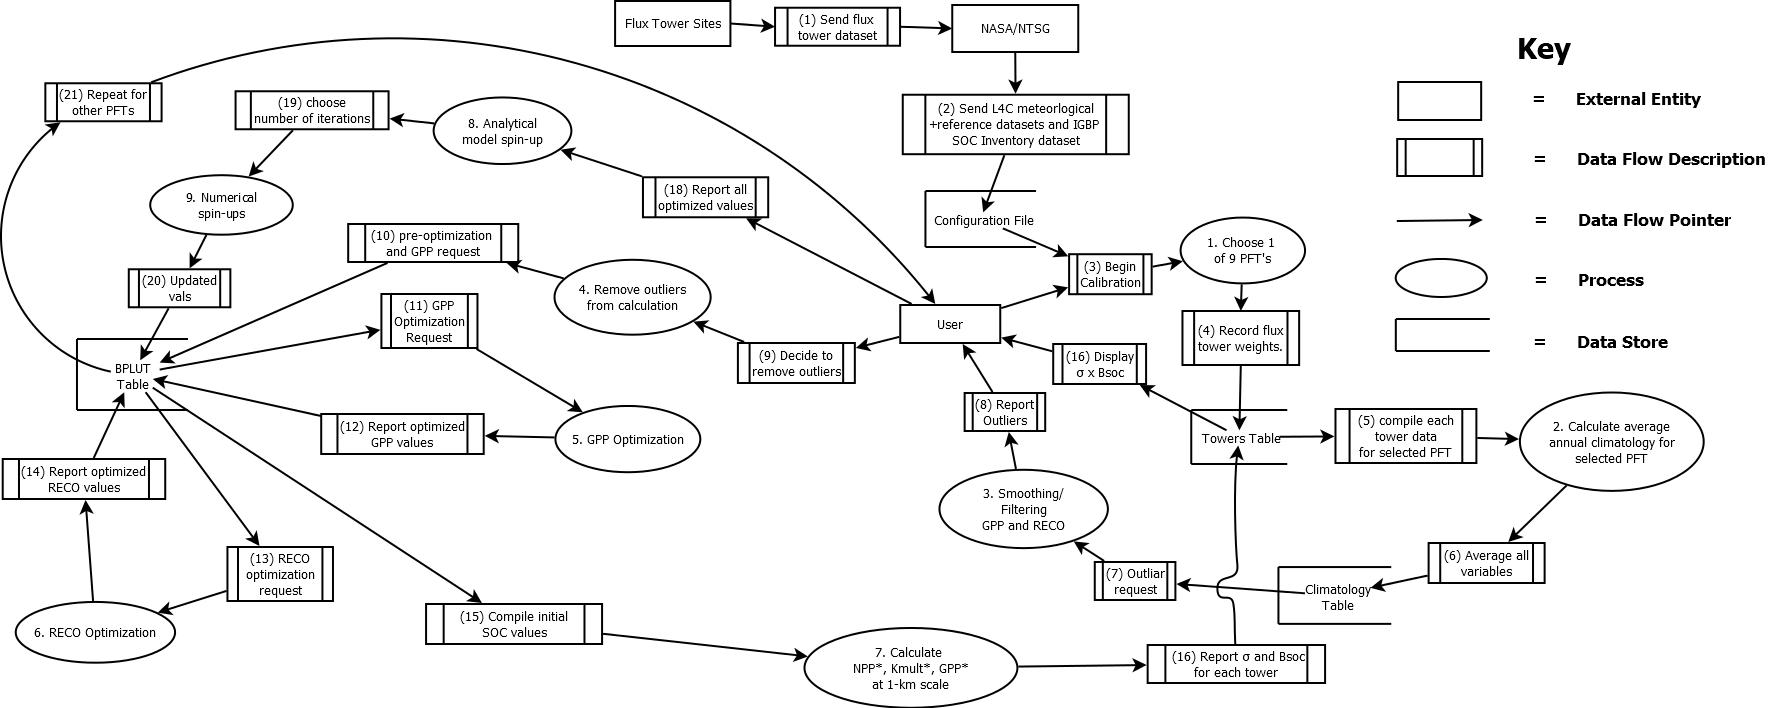 Flux Tower Sites
(1) Send flux
tower dataset
NASA/NTSG
Key
External Entity
=
Data Flow Description
=
Data Flow Pointer
=
Process
=
Data Store
=
(21) Repeat for
other PFTs
(19) choose
number of iterations
8. Analytical
model spin-up
(2) Send L4C meteorlogical
+reference datasets and IGBP
SOC Inventory dataset
9. Numerical
spin-ups
(18) Report all
optimized values
Configuration File
(10) pre-optimization
and GPP request
1. Choose 1
of 9 PFT's
(3) Begin
Calibration
(20) Updated
vals
4. Remove outliers
from calculation
(11) GPP
Optimization
Request
User
(4) Record flux
tower weights.
(9) Decide to
remove outliers
(16) Display
σ x Bsoc
BPLUT
Table
(8) Report
Outliers
(12) Report optimized
GPP values
5. GPP Optimization
Towers Table
(5) compile each
tower data
for selected PFT
2. Calculate average
annual climatology for
selected PFT
(14) Report optimized
RECO values
3. Smoothing/
Filtering
GPP and RECO
(13) RECO
optimization
request
(6) Average all
variables
(7) Outliar
request
Climatology
Table
6. RECO Optimization
(15) Compile initial
SOC values
7. Calculate
NPP*, Kmult*, GPP*
at 1-km scale
(16) Report σ and Bsoc
for each tower